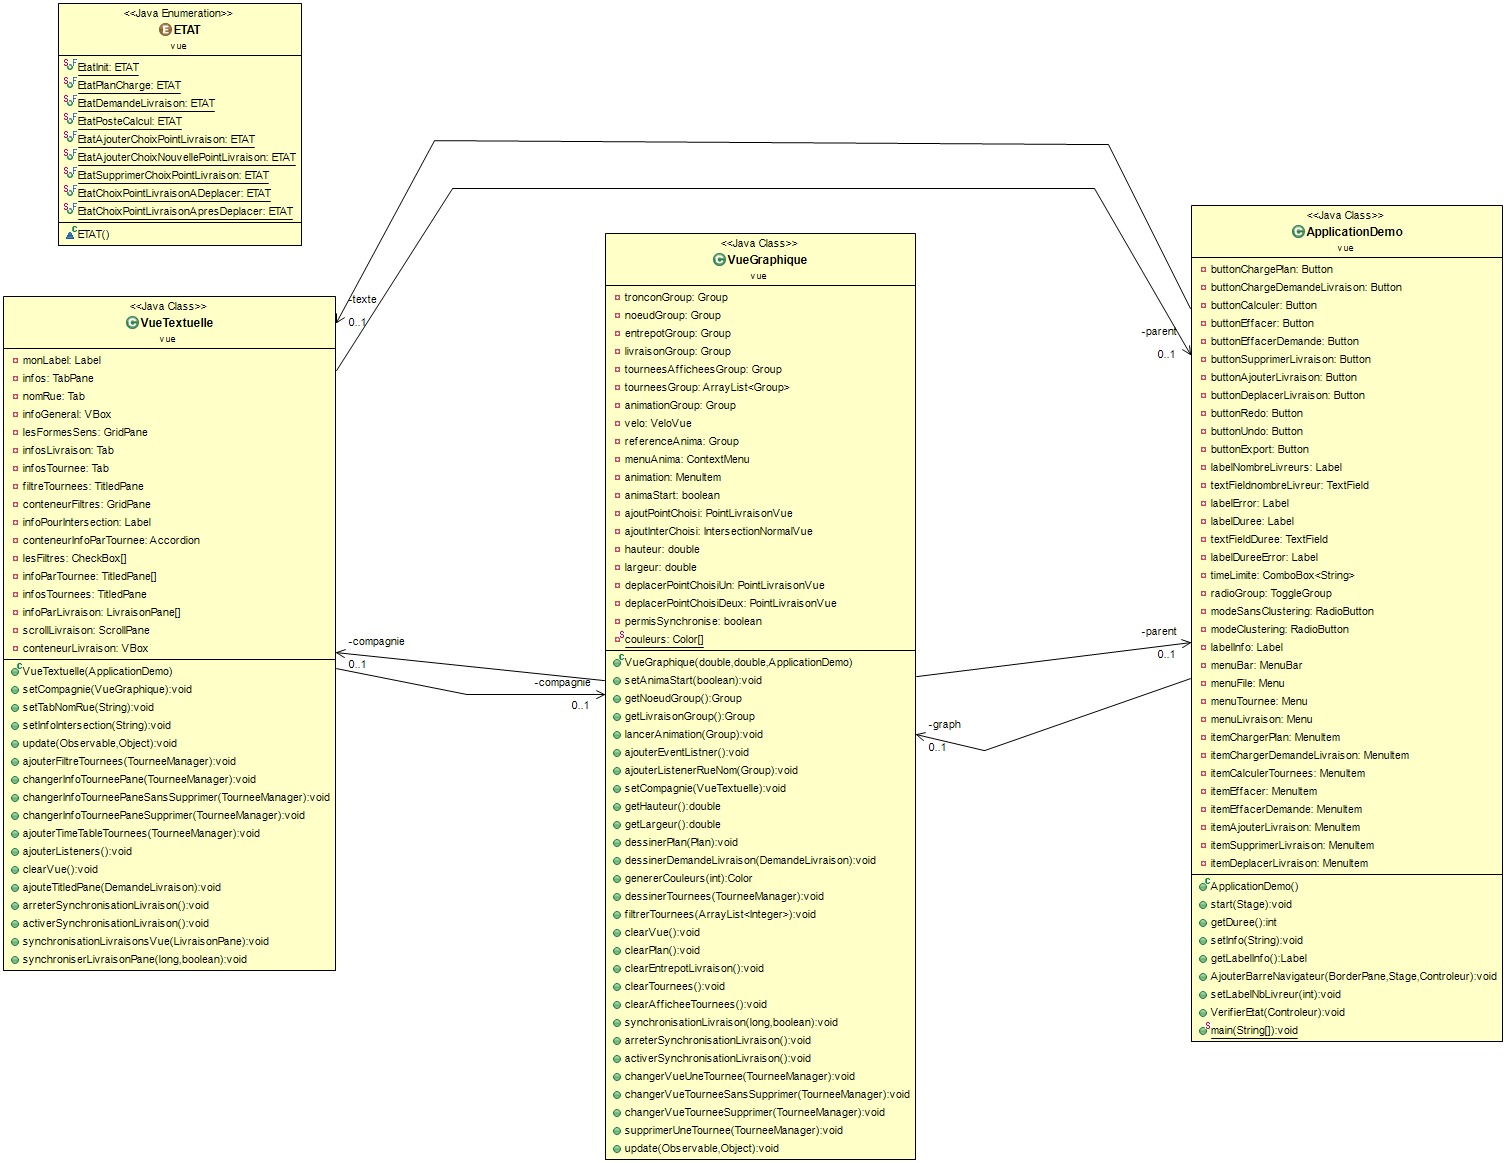 <<Java Enumeration>>
ETAT
vue
EtatInit: ETAT
EtatPlanCharge: ETAT
EtatDemandeLivraison: ETAT
EtatPosteCalcul: ETAT
EtatAjouterChoixPointLivraison: ETAT
EtatAjouterChoixNouvellePointLivraison: ETAT
EtatSupprimerChoixPointLivraison: ETAT
EtatChoixPointLivraisonADeplacer: ETAT
EtatChoixPointLivraisonApresDeplacer: ETAT
ETAT()
<<Java Class>>
VueTextuelle
vue
monLabel: Label
infos: TabPane
nomRue: Tab
infoGeneral: VBox
lesFormesSens: GridPane
infosLivraison: Tab
infosTournee: Tab
filtreTournees: TitledPane
conteneurFiltres: GridPane
infoPourIntersection: Label
conteneurInfoParTournee: Accordion
lesFiltres: CheckBox[]
infoParTournee: TitledPane[]
infosTournees: TitledPane
infoParLivraison: LivraisonPane[]
scrollLivraison: ScrollPane
conteneurLivraison: VBox
VueTextuelle(ApplicationDemo)
setCompagnie(VueGraphique):void
setTabNomRue(String):void
setInfoIntersection(String):void
update(Observable,Object):void
ajouterFiltreTournees(TourneeManager):void
changerInfoTourneePane(TourneeManager):void
changerInfoTourneePaneSansSupprimer(TourneeManager):void
changerInfoTourneePaneSupprimer(TourneeManager):void
ajouterTimeTableTournees(TourneeManager):void
ajouterListeners():void
clearVue():void
ajouteTitledPane(DemandeLivraison):void
arreterSynchronisationLivraison():void
activerSynchronisationLivraison():void
synchronisationLivraisonsVue(LivraisonPane):void
synchroniserLivraisonPane(long,boolean):void
-texte
0..1
-compagnie
0..1
-compagnie
0..1
<<Java Class>>
VueGraphique
vue
tronconGroup: Group
noeudGroup: Group
entrepotGroup: Group
livraisonGroup: Group
tourneesAfficheesGroup: Group
tourneesGroup: ArrayList<Group>
animationGroup: Group
velo: VeloVue
referenceAnima: Group
menuAnima: ContextMenu
animation: MenuItem
animaStart: boolean
ajoutPointChoisi: PointLivraisonVue
ajoutInterChoisi: IntersectionNormalVue
hauteur: double
largeur: double
deplacerPointChoisiUn: PointLivraisonVue
deplacerPointChoisiDeux: PointLivraisonVue
permisSynchronise: boolean
couleurs: Color[]
VueGraphique(double,double,ApplicationDemo)
setAnimaStart(boolean):void
getNoeudGroup():Group
getLivraisonGroup():Group
lancerAnimation(Group):void
ajouterEventListner():void
ajouterListenerRueNom(Group):void
setCompagnie(VueTextuelle):void
getHauteur():double
getLargeur():double
dessinerPlan(Plan):void
dessinerDemandeLivraison(DemandeLivraison):void
genererCouleurs(int):Color
dessinerTournees(TourneeManager):void
filtrerTournees(ArrayList<Integer>):void
clearVue():void
clearPlan():void
clearEntrepotLivraison():void
clearTournees():void
clearAfficheeTournees():void
synchronisationLivraison(long,boolean):void
arreterSynchronisationLivraison():void
activerSynchronisationLivraison():void
changerVueUneTournee(TourneeManager):void
changerVueTourneeSansSupprimer(TourneeManager):void
changerVueTourneeSupprimer(TourneeManager):void
supprimerUneTournee(TourneeManager):void
update(Observable,Object):void
-parent
0..1
-parent
0..1
-graph
0..1
<<Java Class>>
ApplicationDemo
vue
buttonChargePlan: Button
buttonChargeDemandeLivraison: Button
buttonCalculer: Button
buttonEffacer: Button
buttonEffacerDemande: Button
buttonSupprimerLivraison: Button
buttonAjouterLivraison: Button
buttonDeplacerLivraison: Button
buttonRedo: Button
buttonUndo: Button
buttonExport: Button
labelNombreLivreurs: Label
textFieldnombreLivreur: TextField
labelError: Label
labelDuree: Label
textFieldDuree: TextField
labelDureeError: Label
timeLimite: ComboBox<String>
radioGroup: ToggleGroup
modeSansClustering: RadioButton
modeClustering: RadioButton
labelInfo: Label
menuBar: MenuBar
menuFile: Menu
menuTournee: Menu
menuLivraison: Menu
itemChargerPlan: MenuItem
itemChargerDemandeLivraison: MenuItem
itemCalculerTournees: MenuItem
itemEffacer: MenuItem
itemEffacerDemande: MenuItem
itemAjouterLivraison: MenuItem
itemSupprimerLivraison: MenuItem
itemDeplacerLivraison: MenuItem
ApplicationDemo()
start(Stage):void
getDuree():int
setInfo(String):void
getLabelInfo():Label
AjouterBarreNavigateur(BorderPane,Stage,Controleur):void
setLabelNbLivreur(int):void
VerifierEtat(Controleur):void
main(String[]):void